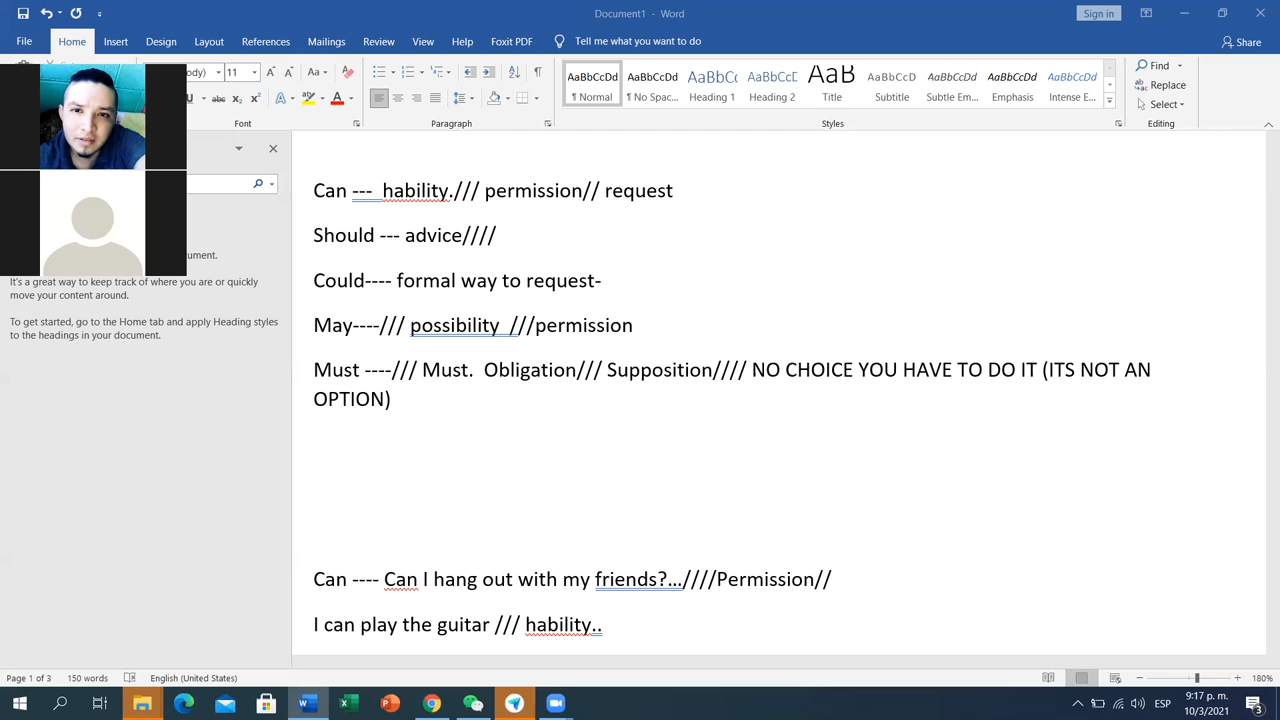 Document1 - Word
Sign in
File Home Insert Design Layout References Mailings Review View Help Foxit PDF Tell me what you want to do Share
ody) 11 Aa
AaBbCcDd AaBbCcDd AaBbC AaBbCcD AaB AaBbCcD AaBbCcDd AaBbCcDd AaBbCcDd
¶ Normal ¶ No Spac... Heading 1 Heading 2 Title Subtitle Subtle Em... Emphasis Intense E...
Find
Replace
Select
Font Paragraph Styles Editing
ument.
It's a great way to keep track of where you are or quickly
move your content around.
To get started, go to the Home tab and apply Heading styles
to the headings in your document.
Can --- hability./// permission// request
Should --- advice////
Could---- formal way to request-
May----/// possibility ///permission
Must ----/// Must. Obligation/// Supposition//// NO CHOICE YOU HAVE TO DO IT (ITS NOT AN
OPTION)
Can ---- Can I hang out with my friends?...////Permission//
I can play the guitar /// hability..
Page 1 of 3 150 words English (United States) 180%
ESP
9:17 p. m.
10/3/2021
3